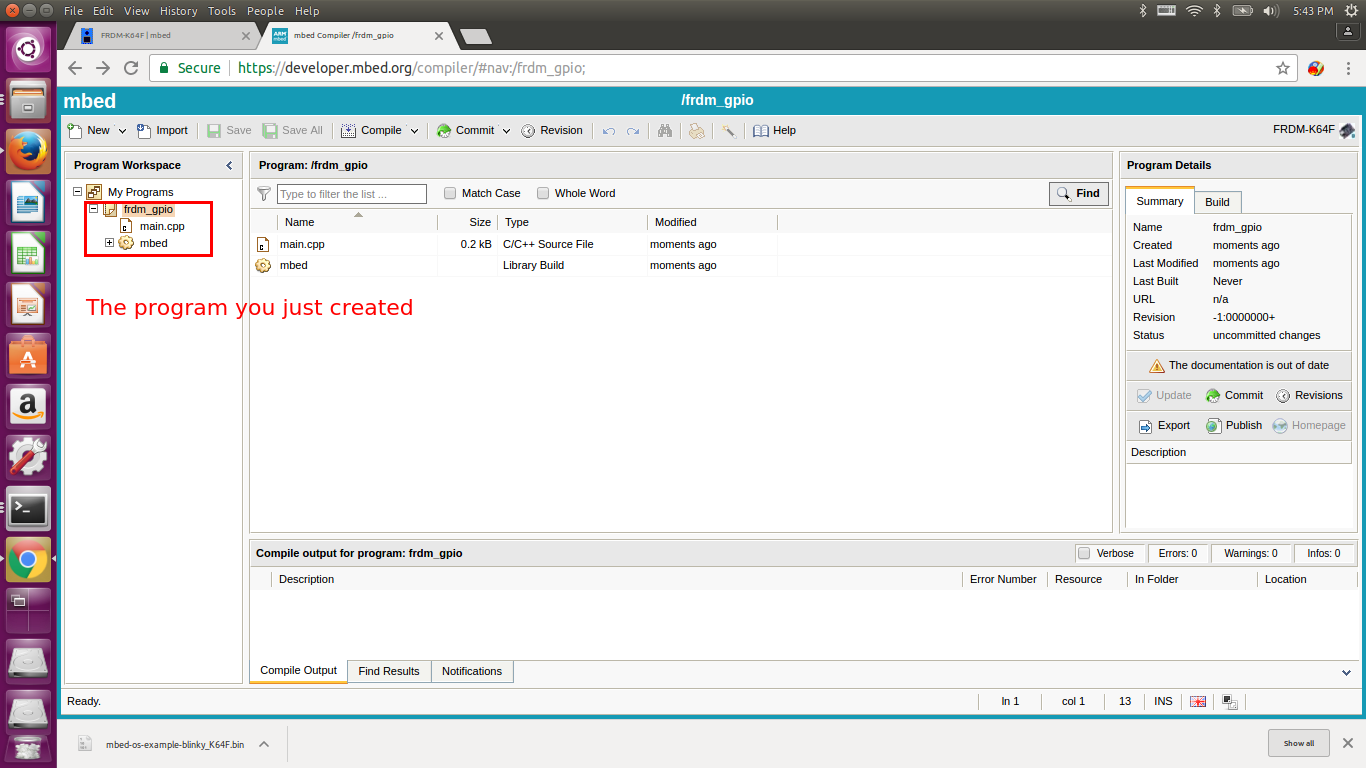 File Edit View History Tools People Help
5:43 PM
FRDM-K64F | mbed
mbed Compiler /frdm_gpio
Secure https://developer.mbed.org/compiler/#nav:/frdm_gpio;
mbed
/frdm_gpio
New Import Save Save All Compile Commit Revision Help
FRDM-K64F
Program Workspace
My Programs
frdm_gpio
main.cpp
mbed
The program you just created
Program: /frdm_gpio
Type to filter the list ...
Match Case
Whole Word
Find
Name Size Type Modified
main.cpp 0.2 kB C/C++ Source File moments ago
mbed Library Build moments ago
Program Details
Summary Build
Name frdm_gpio
Created moments ago
Last Modified moments ago
Last Built Never
URL n/a
Revision -1:0000000+
Status uncommitted changes
The documentation is out of date
Update Commit Revisions
Export Publish Homepage
Description
Compile output for program: frdm_gpio
Verbose Errors: 0 Warnings: 0 Infos: 0
Description Error Number Resource In Folder Location
Compile Output Find Results Notifications
Ready.
ln 1 col 1 13 INS
mbed-os-example-blinky_K64F.bin
Show all